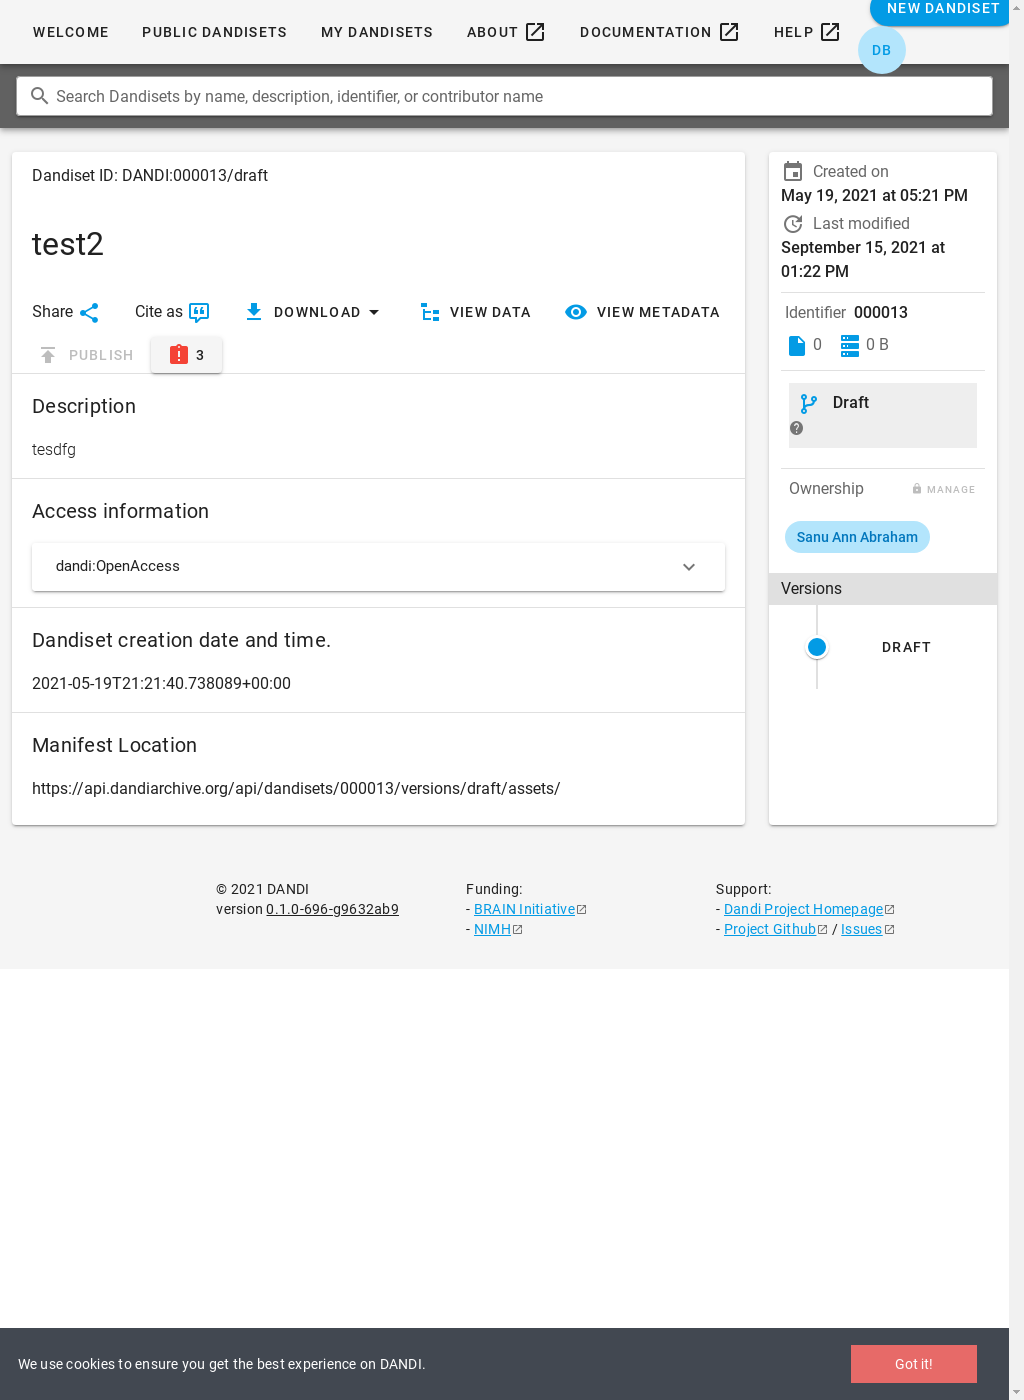 WELCOME PUBLIC DANDISETS MY DANDISETS ABOUT DOCUMENTATION HELP NEW DANDISET
DB
Search Dandisets by name, description, identifier, or contributor name
Dandiset ID: DANDI:000013/draft
test2
Share Cite as DOWNLOAD VIEW DATA VIEW METADATA
PUBLISH 3
Description
tesdfg
Access information
dandi:OpenAccess
Dandiset creation date and time.
2021-05-19T21:21:40.738089+00:00
Manifest Location
https://api.dandiarchive.org/api/dandisets/000013/versions/draft/assets/
Created on
May 19, 2021 at 05:21 PM
Last modified
September 15, 2021 at
01:22 PM
Identifier 000013
0 0 B
Draft
Ownership MANAGE
Sanu Ann Abraham
Versions
DRAFT
© 2021 DANDI
version 0.1.0-696-g9632ab9
Funding:
- BRAIN Initiative
- NIMH
Support:
- Dandi Project Homepage
- Project Github / Issues
We use cookies to ensure you get the best experience on DANDI.
Got it!